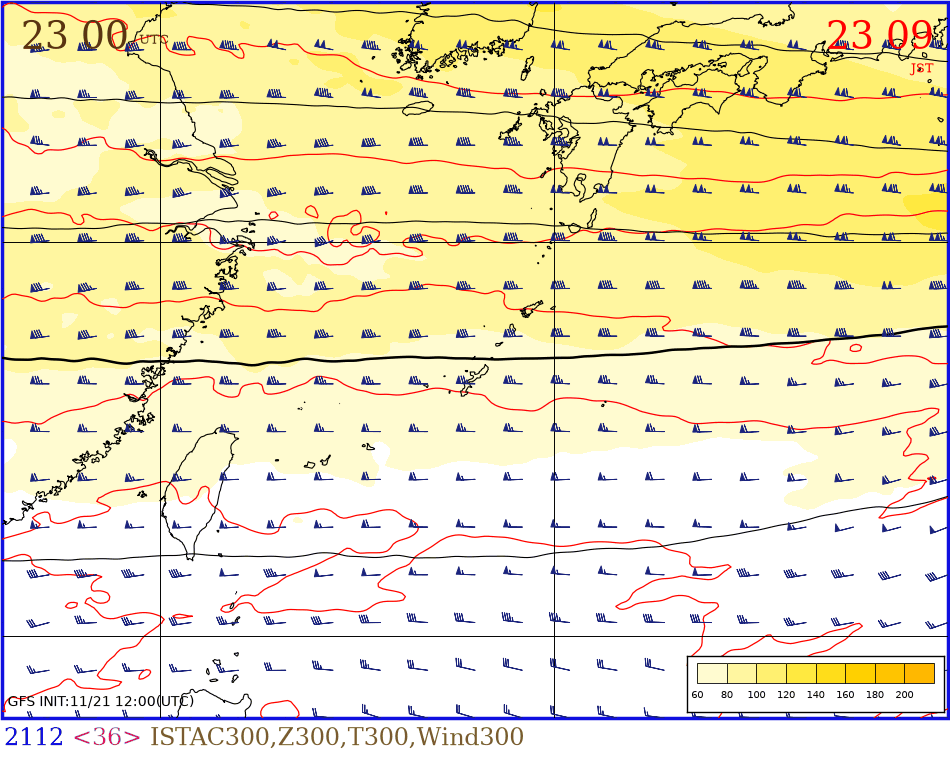 23 00 UTC
23 09
JST
60 80 100 120 140 160 180 200
GFS INIT:11/21 12:00(UTC)
2112 <36> ISTAC300,Z300,T300,Wind300